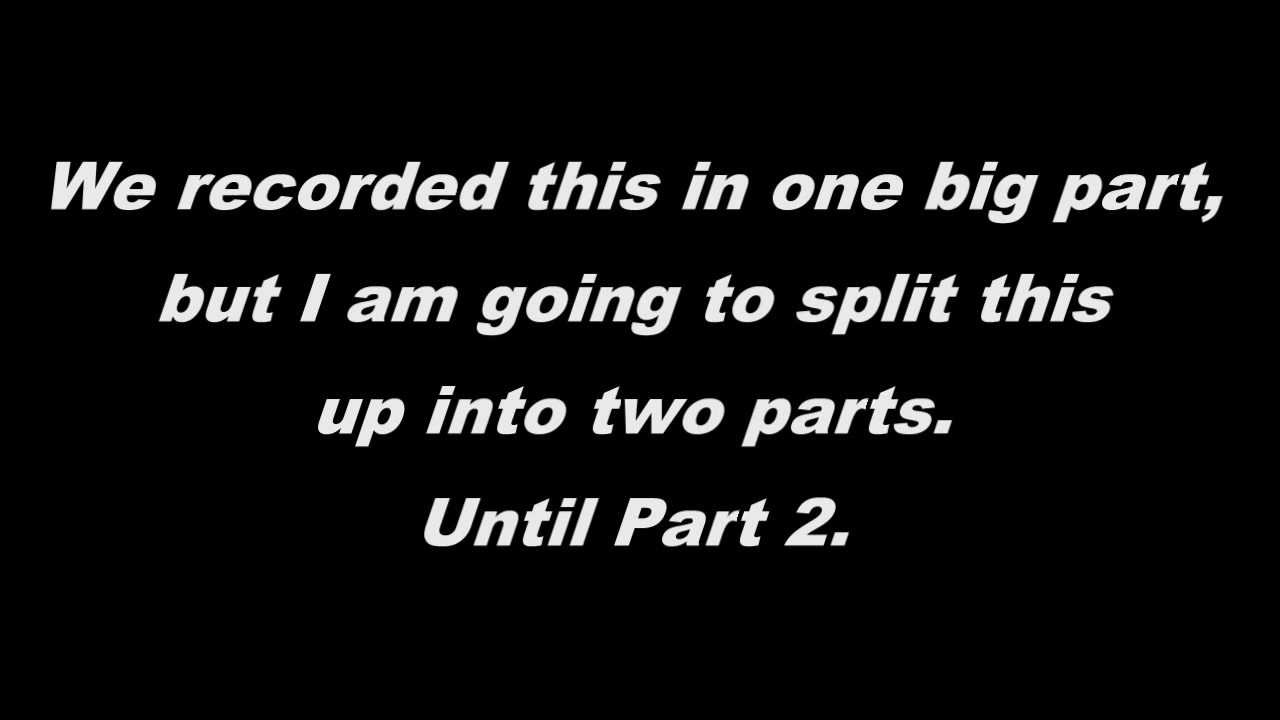 We recorded this in one big part,
but I am going to split this
up into two parts.
Until Part 2.